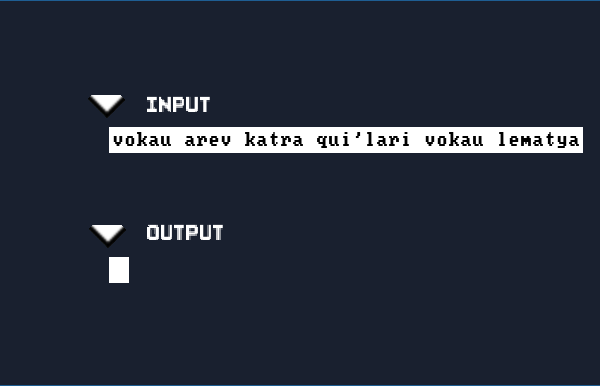 INPUT
vokau arev katra qui'lari vokau lematya
OUTPUT